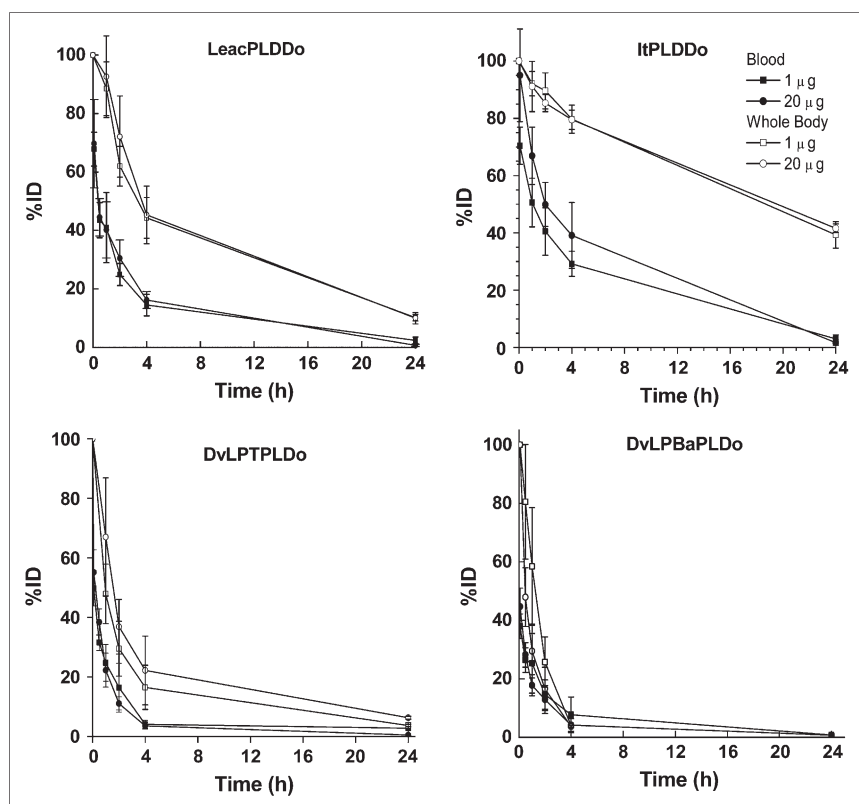 LeacPLDDo
100
80
60
40
20
0
%ID
0 4 8 12 16 20 24
Time (h)
ItPLDDo
100
80
60
40
20
0
%ID
0 4 8 12 16 20 24
Time (h)
Blood
1 μg
20 μg
Whole Body
1 μg
20 μg
DvLPTPLDo
100
80
60
40
20
0
%ID
0 4 8 12 16 20 24
Time (h)
DvLPBaPLDo
100
80
60
40
20
0
%ID
0 4 8 12 16 20 24
Time (h)